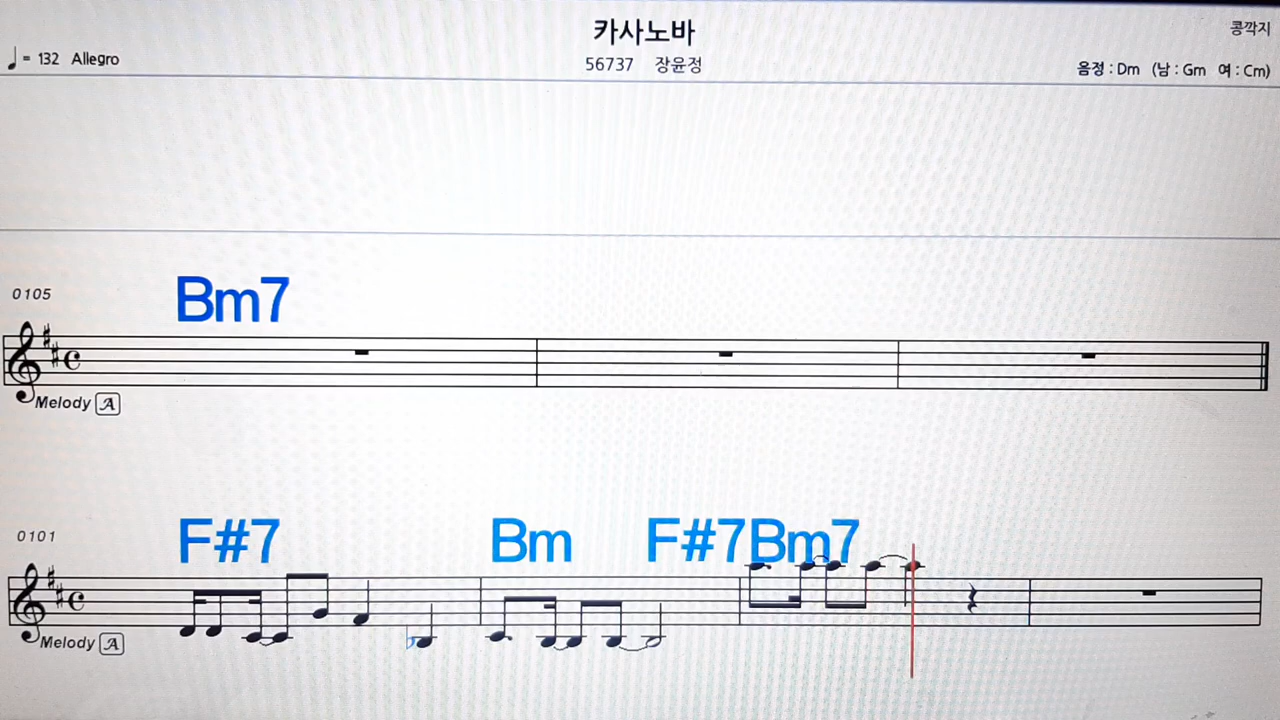 카사노바
콩깍지
♩= 132 Allegro
56737 장윤정
음정 : Dm (남 : Gm 여 : Cm)
0105
Bm7
Melody A
0101
F#7 Bm F#7Bm7
Melody A